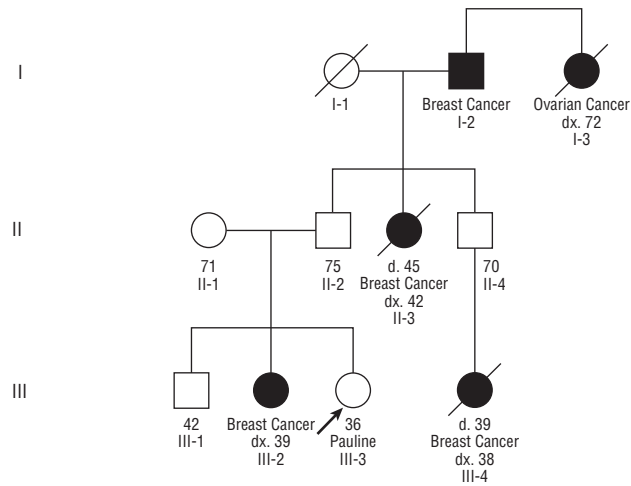 I
I-1
Breast Cancer
I-2
Ovarian Cancer
dx. 72
I-3
II
71
II-1
75
II-2
d. 45
Breast Cancer
dx. 42
II-3
70
II-4
III
42
III-1
Breast Cancer
dx. 39
III-2
36
Pauline
III-3
d. 39
Breast Cancer
dx. 38
III-4